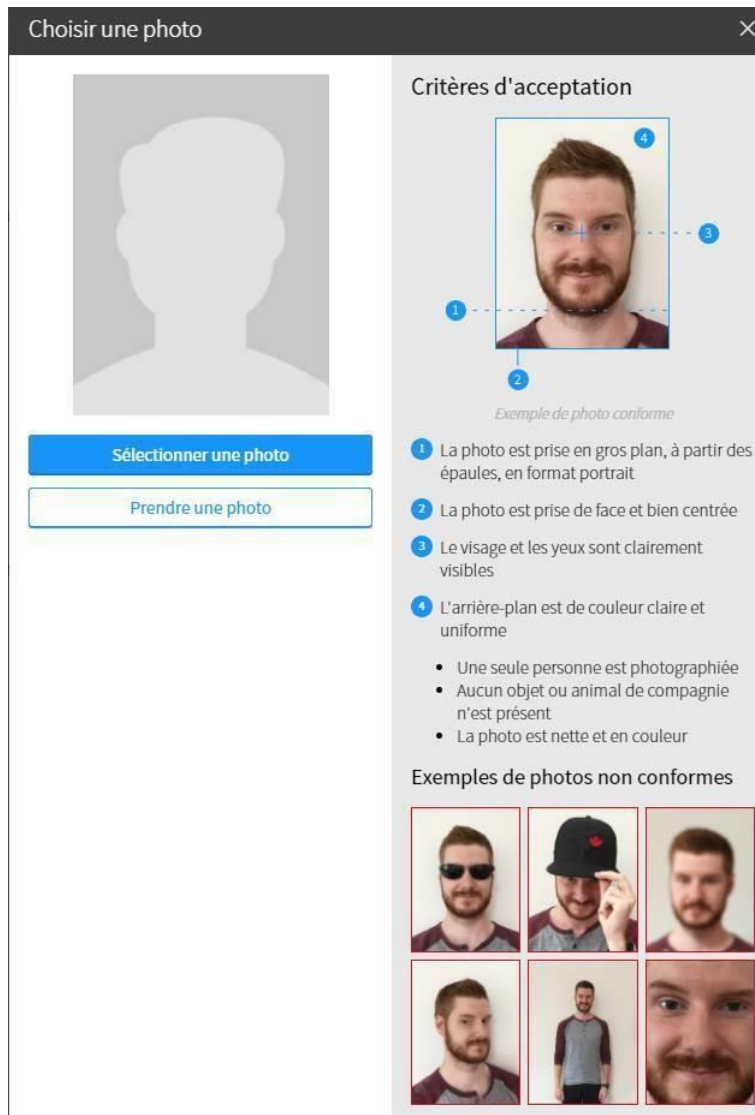 Choisir une photo
Sélectionner une photo
Prendre une photo
Critères d'acceptation
4
3
1
2
Exemple de photo conforme
1 La photo est prise en gros plan, à partir des
épaules, en format portrait
2 La photo est prise de face et bien centrée
3 Le visage et les yeux sont clairement
visibles
4 L'arrière-plan est de couleur claire et
uniforme
• Une seule personne est photographiée
• Aucun objet ou animal de compagnie
n'est présent
• La photo est nette et en couleur
Exemples de photos non conformes